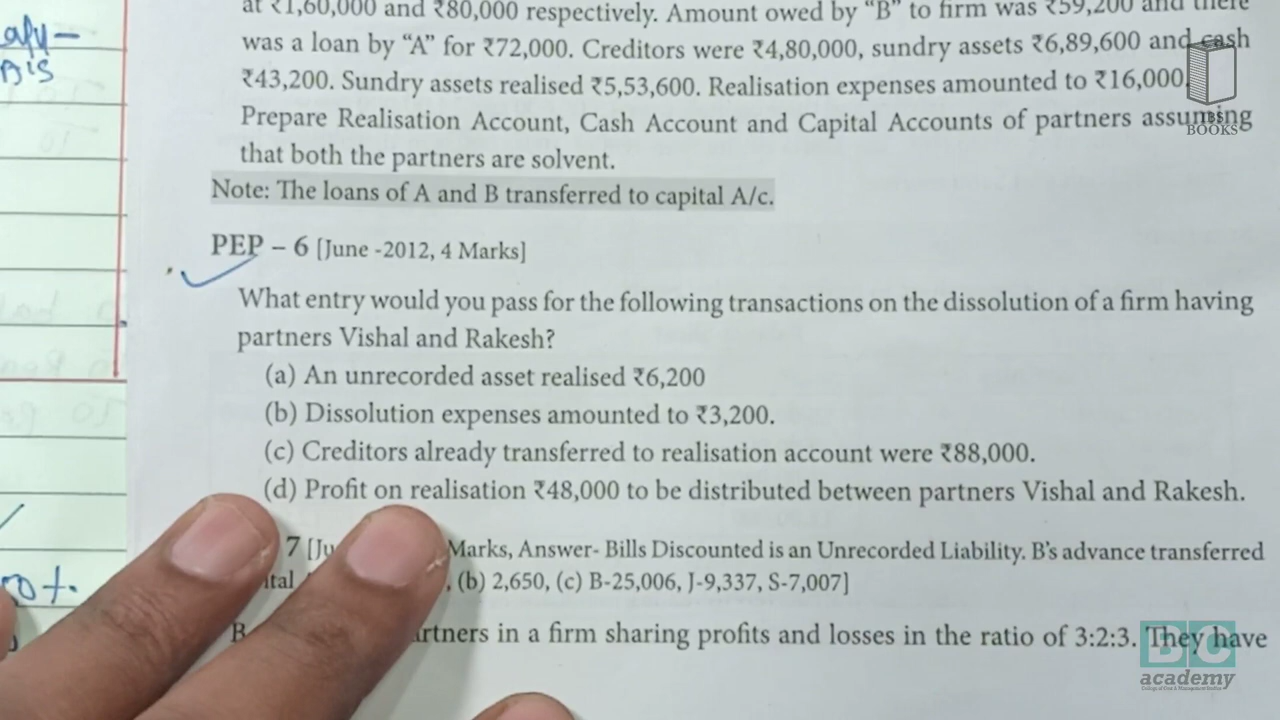 at ₹1,60,000 and ₹80,000 respectively. Amount owed by "B" to firm was ₹59,200 and there
was a loan by "A" for ₹72,000. Creditors were ₹4,80,000, sundry assets ₹6,89,600 and cash
₹43,200. Sundry assets realised ₹5,53,600. Realisation expenses amounted to ₹16,000.
Prepare Realisation Account, Cash Account and Capital Accounts of partners assuming
that both the partners are solvent.
Note: The loans of A and B transferred to capital A/c.
PEP – 6 [June -2012, 4 Marks]
What entry would you pass for the following transactions on the dissolution of a firm having
partners Vishal and Rakesh?
(a) An unrecorded asset realised ₹6,200
(b) Dissolution expenses amounted to ₹3,200.
(c) Creditors already transferred to realisation account were ₹88,000.
(d) Profit on realisation ₹48,000 to be distributed between partners Vishal and Rakesh.
7 [Ju Marks, Answer- Bills Discounted is an Unrecorded Liability. B's advance transferred
ital , (b) 2,650, (c) B-25,006, J-9,337, S-7,007]
B artners in a firm sharing profits and losses in the ratio of 3:2:3. They have
BOOKS
BC
academy